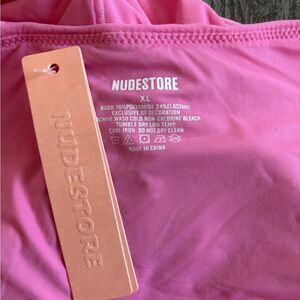 NUDESTORE
XL
BODY 76% POLYAMIDE 24% ELASTANE
EXCLUSIVE OF DECORATION
CHINE WASH COLD, NON-CHLORINE BLEACH
TUMBLE DRY LOW TEMP
COOL IRON, DO NOT DRY CLEAN
MADE IN CHINA
NUDESTORE